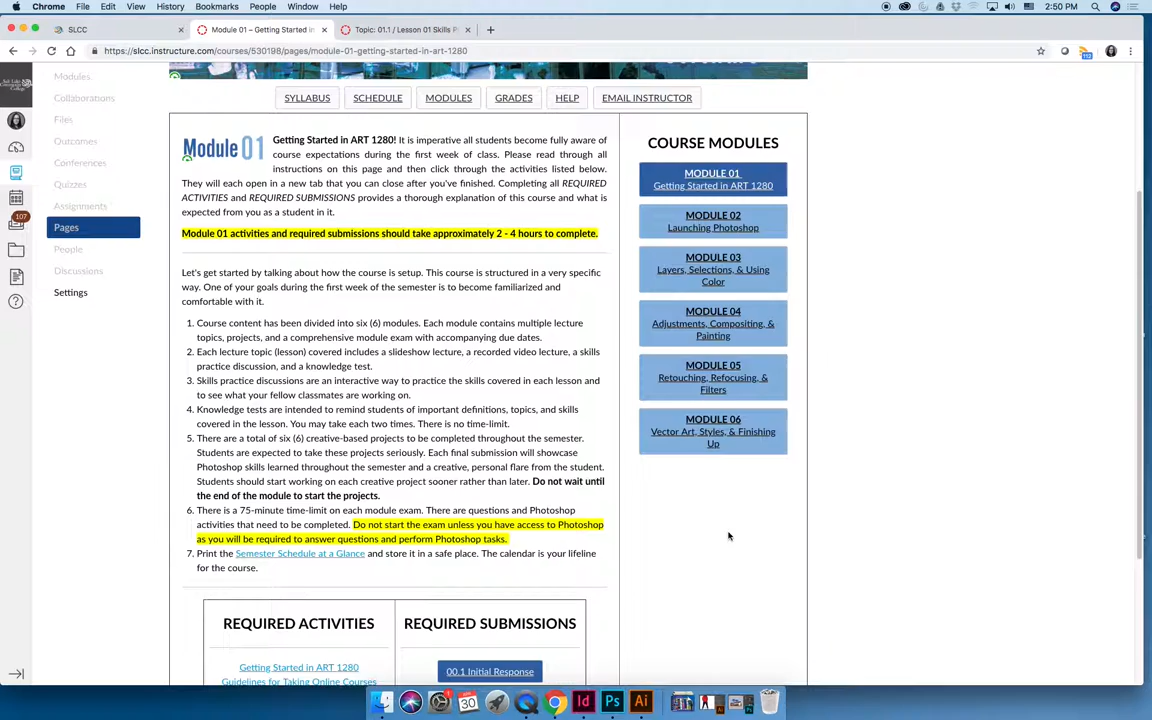 Chrome File Edit View History Bookmarks People Window Help
2:50 PM
SLCC
Module 01 – Getting Started in
Topic: 01.1 / Lesson 01 Skills P
https://slcc.instructure.com/courses/530198/pages/module-01-getting-started-in-art-1280
112
Modules
Collaborations
Files
Outcomes
Conferences
Quizzes
Assignments
107
Pages
People
Discussions
Settings
SYLLABUS
SCHEDULE
MODULES
GRADES
HELP
EMAIL INSTRUCTOR
Module 01
Getting Started in ART 1280! It is imperative all students become fully aware of
course expectations during the first week of class. Please read through all
instructions on this page and then click through the activities listed below.
They will each open in a new tab that you can close after you've finished. Completing all REQUIRED
ACTIVITIES and REQUIRED SUBMISSIONS provides a thorough explanation of this course and what is
expected from you as a student in it.
Module 01 activities and required submissions should take approximately 2 - 4 hours to complete.
Let's get started by talking about how the course is setup. This course is structured in a very specific
way. One of your goals during the first week of the semester is to become familiarized and
comfortable with it.
1. Course content has been divided into six (6) modules. Each module contains multiple lecture
topics, projects, and a comprehensive module exam with accompanying due dates.
2. Each lecture topic (lesson) covered includes a slideshow lecture, a recorded video lecture, a skills
practice discussion, and a knowledge test.
3. Skills practice discussions are an interactive way to practice the skills covered in each lesson and
to see what your fellow classmates are working on.
4. Knowledge tests are intended to remind students of important definitions, topics, and skills
covered in the lesson. You may take each two times. There is no time-limit.
5. There are a total of six (6) creative-based projects to be completed throughout the semester.
Students are expected to take these projects seriously. Each final submission will showcase
Photoshop skills learned throughout the semester and a creative, personal flare from the student.
Students should start working on each creative project sooner rather than later. Do not wait until
the end of the module to start the projects.
6. There is a 75-minute time-limit on each module exam. There are questions and Photoshop
activities that need to be completed. Do not start the exam unless you have access to Photoshop
as you will be required to answer questions and perform Photoshop tasks.
7. Print the Semester Schedule at a Glance and store it in a safe place. The calendar is your lifeline
for the course.
REQUIRED ACTIVITIES
Getting Started in ART 1280
Guidelines for Taking Online Courses
REQUIRED SUBMISSIONS
00.1 Initial Response
COURSE MODULES
MODULE 01
Getting Started in ART 1280
MODULE 02
Launching Photoshop
MODULE 03
Layers, Selections, & Using
Color
MODULE 04
Adjustments, Compositing, &
Painting
MODULE 05
Retouching, Refocusing, &
Filters
MODULE 06
Vector Art, Styles, & Finishing
Up
30
Id
Ps
Ai